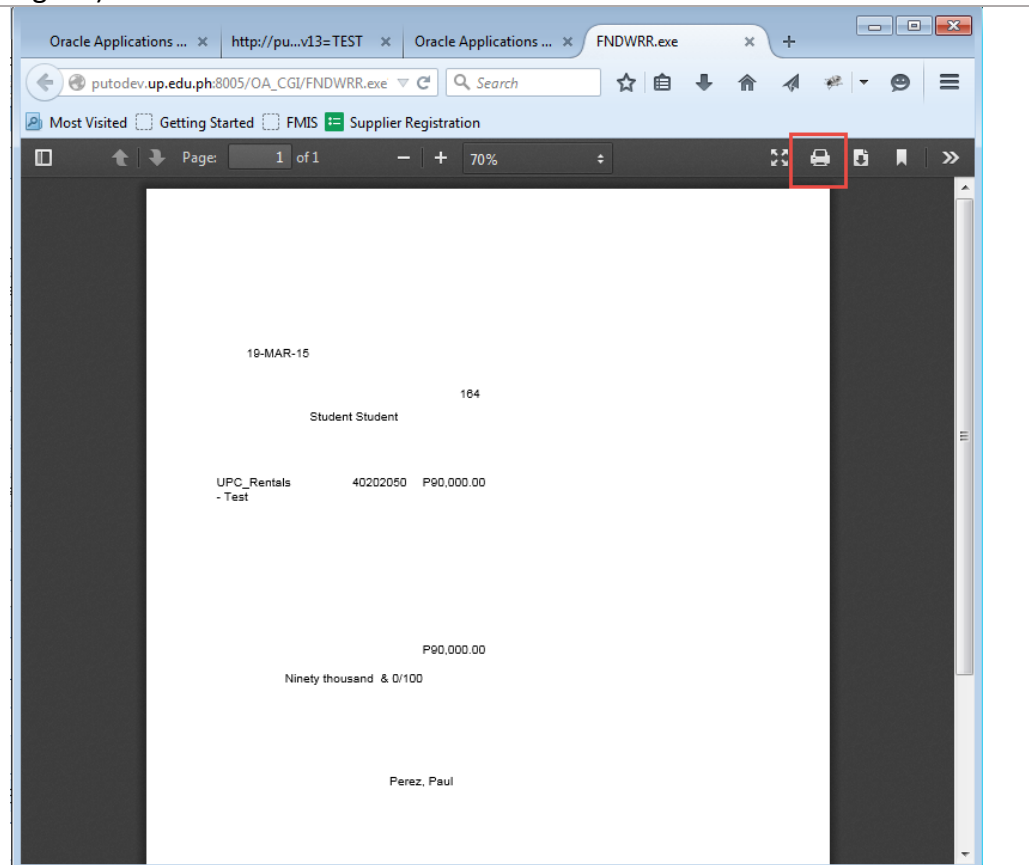 Oracle Applications ... × http://pu...v13=TEST × Oracle Applications ... × FNDWRR.exe × +
putodev.up.edu.ph:8005/OA_CGI/FNDWRR.exe Search
Most Visited Getting Started FMIS Supplier Registration
Page: 1 of 1 − + 70%
19-MAR-15
164
Student Student
UPC_Rentals 40202050 P90,000.00
- Test
P90,000.00
Ninety thousand & 0/100
Perez, Paul